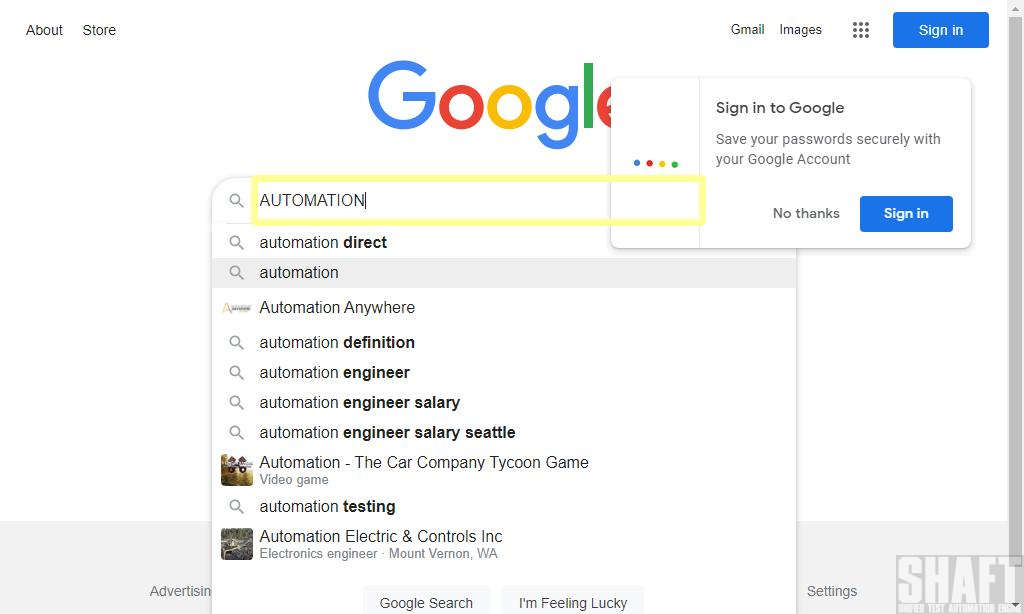 About Store
Gmail Images
Sign in
Google
Sign in to Google
Save your passwords securely with
your Google Account
No thanks
Sign in
AUTOMATION
automation direct
automation
Automation Anywhere
automation definition
automation engineer
automation engineer salary
automation engineer salary seattle
Automation - The Car Company Tycoon Game
Video game
automation testing
Automation Electric & Controls Inc
Electronics engineer · Mount Vernon, WA
Google Search
I'm Feeling Lucky
Advertisin
Settings
SHAFT
UNIFIED TEST AUTOMATION ENGI